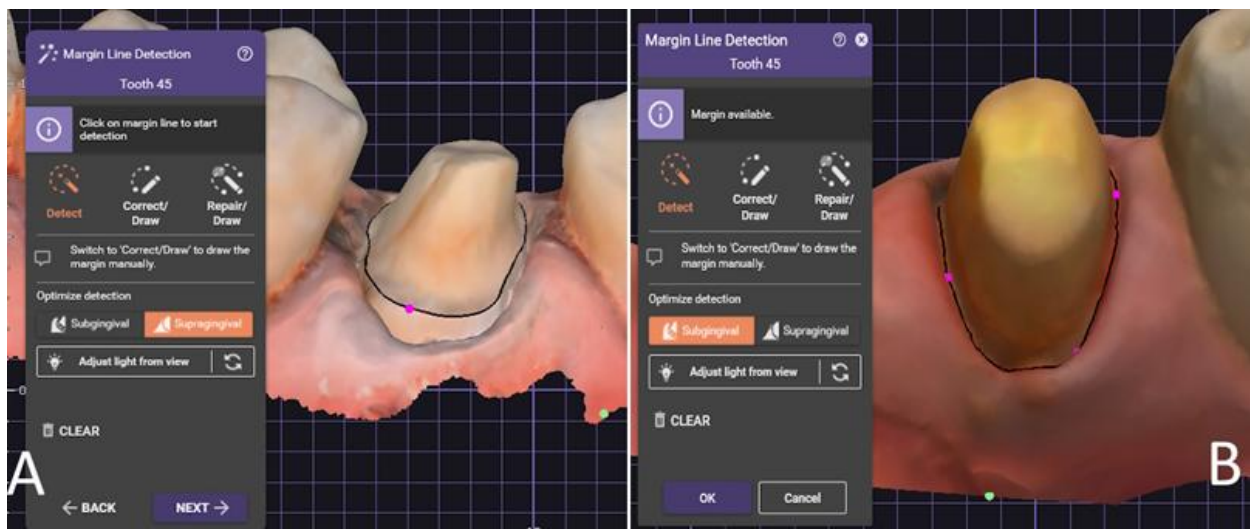 Margin Line Detection
Tooth 45
Click on margin line to start
detection
Detect
Correct/
Draw
Repair/
Draw
Switch to 'Correct/Draw' to draw the
margin manually.
Optimize detection
Subgingival
Supragingival
Adjust light from view
CLEAR
BACK
NEXT
A
Margin Line Detection
Tooth 45
Margin available.
Detect
Correct/
Draw
Repair/
Draw
Switch to 'Correct/Draw' to draw the
margin manually.
Optimize detection
Subgingival
Supragingival
Adjust light from view
CLEAR
OK
Cancel
B